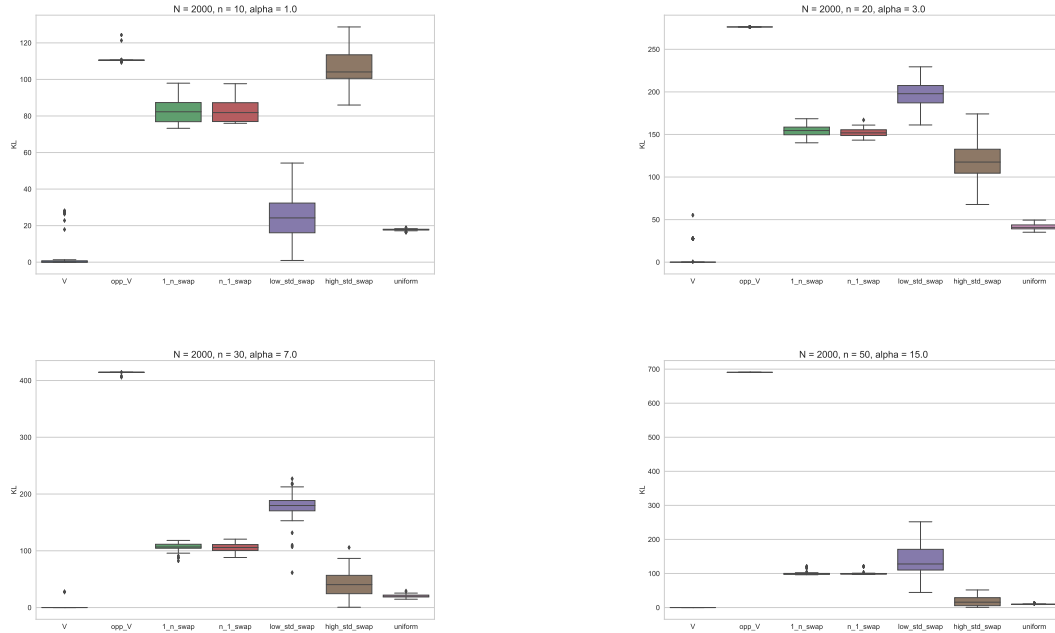 N = 2000, n = 10, alpha = 1.0
120
100
80
60
40
20
0
KL
V opp_V 1_n_swap n_1_swap low_std_swap high_std_swap uniform
N = 2000, n = 20, alpha = 3.0
250
200
150
100
50
0
KL
V opp_V 1_n_swap n_1_swap low_std_swap high_std_swap uniform
N = 2000, n = 30, alpha = 7.0
400
300
200
100
0
KL
V opp_V 1_n_swap n_1_swap low_std_swap high_std_swap uniform
N = 2000, n = 50, alpha = 15.0
700
600
500
400
300
200
100
0
KL
V opp_V 1_n_swap n_1_swap low_std_swap high_std_swap uniform